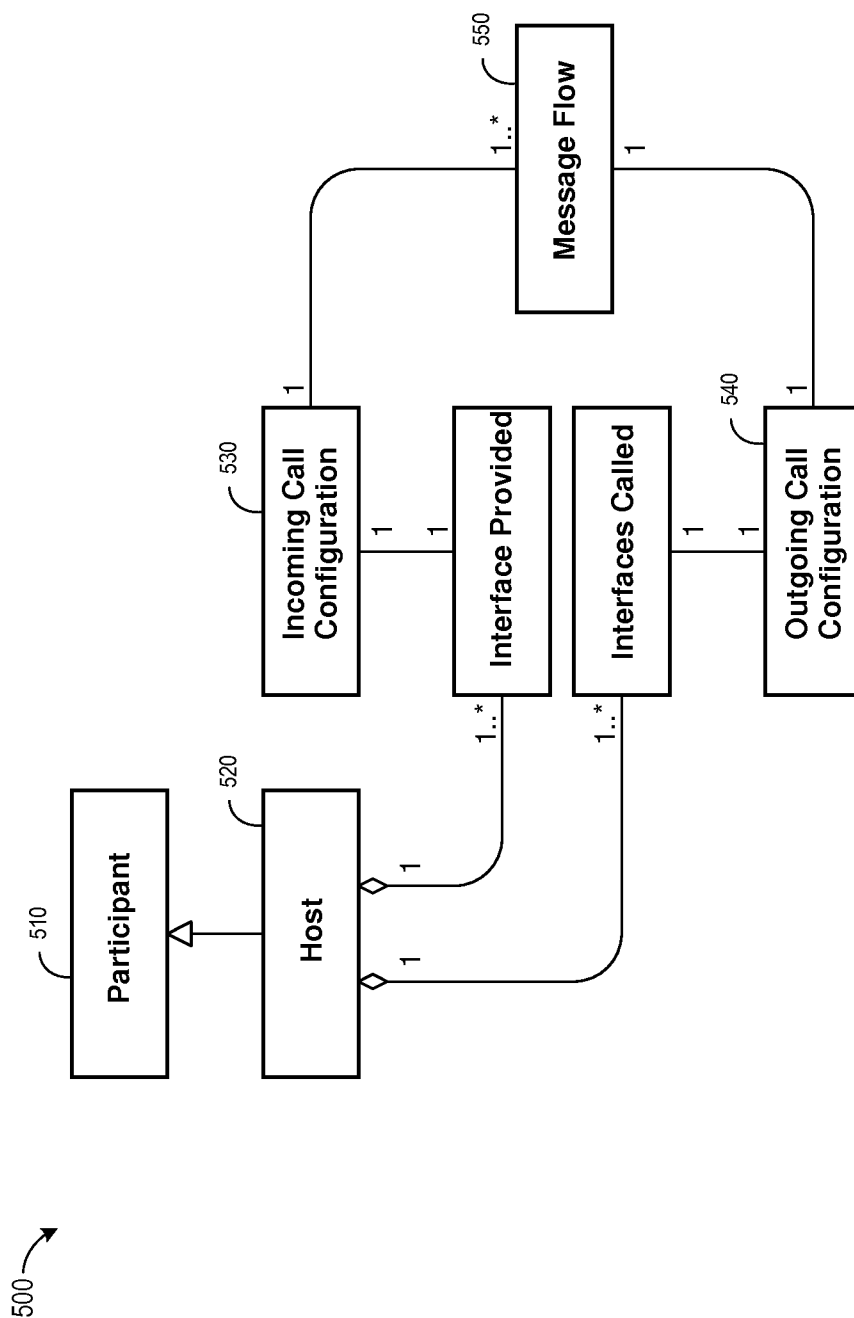 500
510
Participant
520
Host
1
1
1..*
1..*
530
Incoming Call
Configuration
1
1
1
Interface Provided
Interfaces Called
1
1
540
Outgoing Call
Configuration
1
550
Message Flow
1..*
1